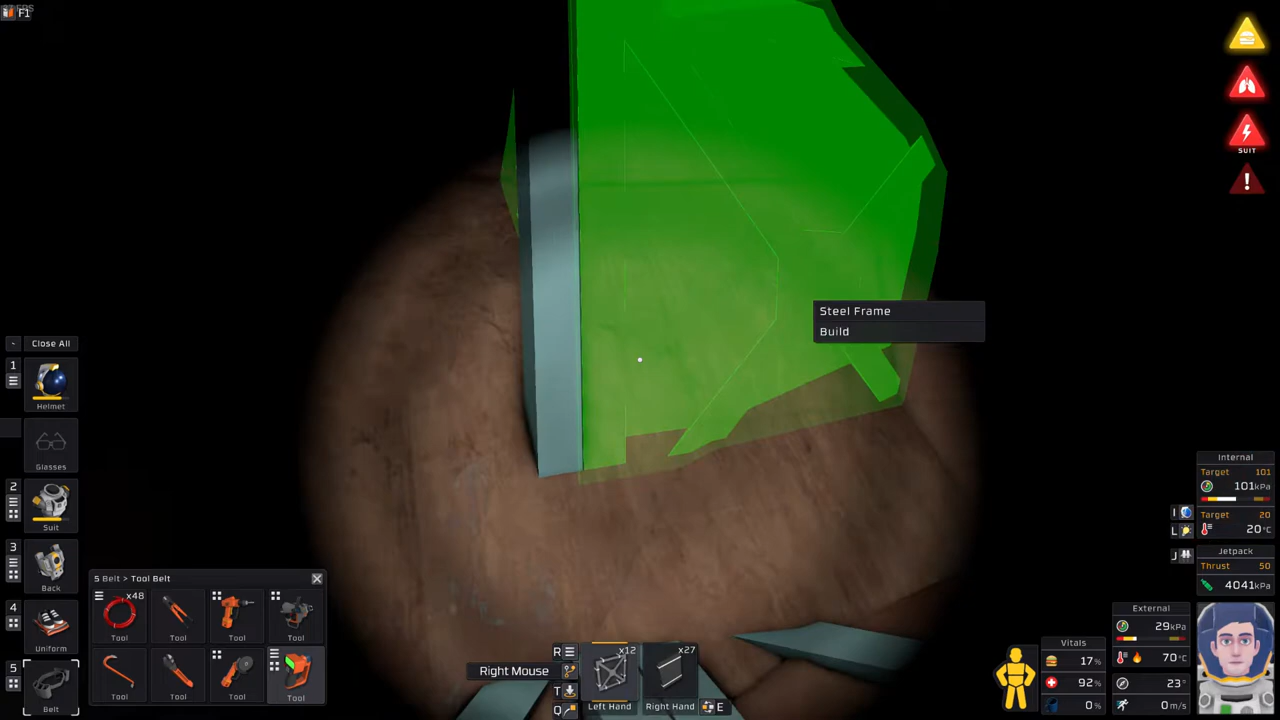 F1
Steel Frame
Build
SUIT
- Close All
1
Helmet
Glasses
2
Suit
3
Back
4
Uniform
5
Belt
5 Belt > Tool Belt
x48
Tool
Tool
Tool
Tool
Tool
Tool
Tool
Tool
Right Mouse
R
T
Q
x12
Left Hand
x27
Right Hand
E
Internal
Target 101
101kPa
Target 20
20°C
I
L
J
Jetpack
Thrust 50
4041kPa
External
29kPa
70°C
23°
0m/s
Vitals
17%
92%
0%